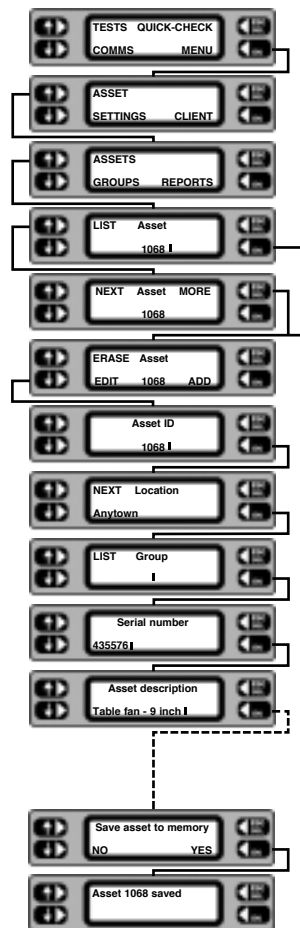 TESTS QUICK-CHECK
COMMS MENU
ASSET
SETTINGS CLIENT
ASSETS
GROUPS REPORTS
LIST Asset
1068
NEXT Asset MORE
1068
ERASE Asset
EDIT 1068 ADD
Asset ID
1068
NEXT Location
Anytown
LIST Group
Serial number
435576
Asset description
Table fan - 9 inch
Save asset to memory
NO YES
Asset 1068 saved